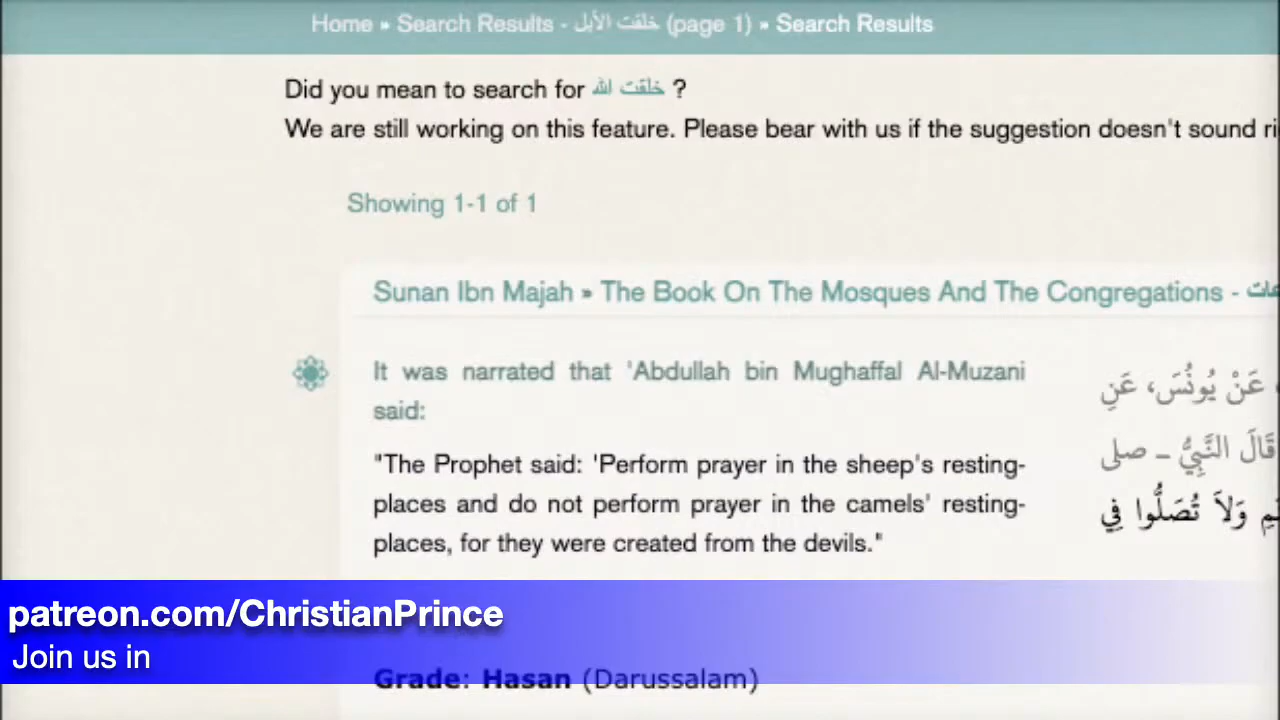 Home » Search Results - خلقت الأبل (page 1) » Search Results
Did you mean to search for خلقت الله ?
We are still working on this feature. Please bear with us if the suggestion doesn't sound ri
Showing 1-1 of 1
Sunan Ibn Majah » The Book On The Mosques And The Congregations -
It was narrated that 'Abdullah bin Mughaffal Al-Muzani
said:
"The Prophet said: 'Perform prayer in the sheep's resting-
places and do not perform prayer in the camels' resting-
places, for they were created from the devils."
عَنْ يُونُسَ، عَنِ
قَالَ النَّبِيُّ ـ صلى
وَلاَ تُصَلُّوا فِي
patreon.com/ChristianPrince
Join us in
Grade: Hasan (Darussalam)